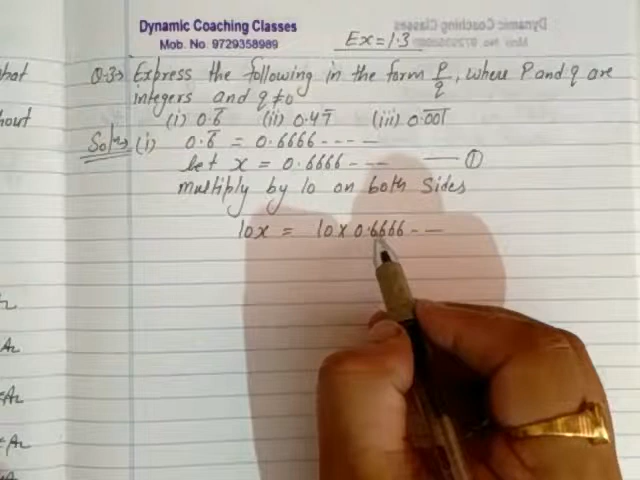 Dynamic Coaching Classes
Mob. No. 9729358989
Ex = 1.3
Q.3 Express the following in the form P/q, where P and q are
integers and q ≠ 0
(i) 0.6̅ (ii) 0.47̅ (iii) 0.0̅0̅1̅
Solⁿ (i) 0.6̅ = 0.6666 - - - -
let x = 0.6666 - - - —— ①
multiply by 10 on both sides
10x = 10 x 0.6666 - - —